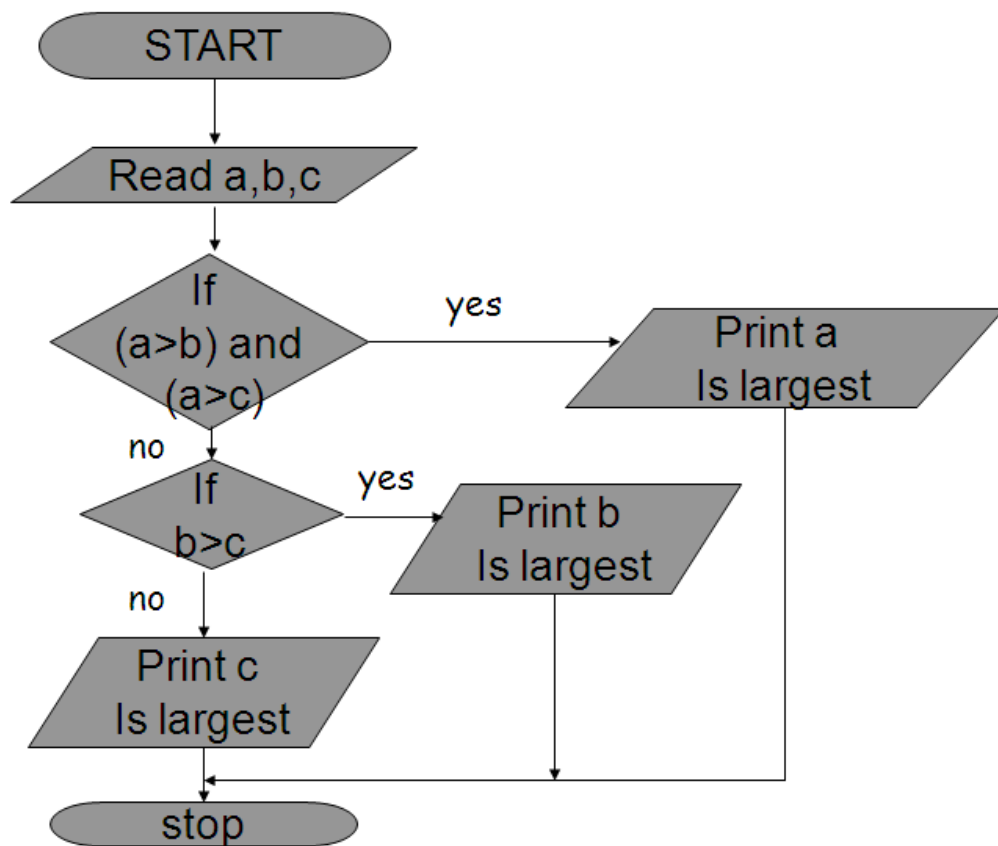 START
Read a,b,c
If
(a>b) and
(a>c)
yes
Print a
Is largest
no
If
b>c
yes
Print b
Is largest
no
Print c
Is largest
stop